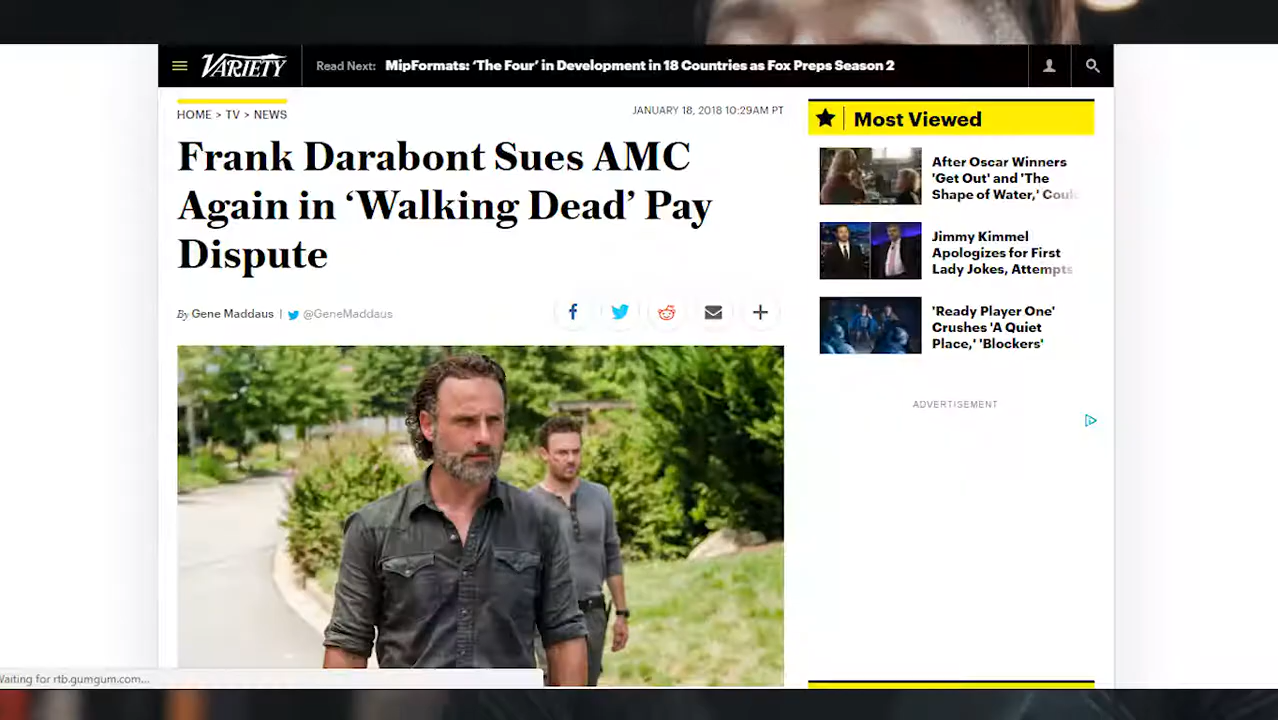 VARIETY
Read Next: MipFormats: 'The Four' in Development in 18 Countries as Fox Preps Season 2
HOME > TV > NEWS
JANUARY 18, 2018 10:29AM PT
Frank Darabont Sues AMC
Again in ‘Walking Dead’ Pay
Dispute
By Gene Maddaus | @GeneMaddaus
Most Viewed
After Oscar Winners
'Get Out' and 'The
Shape of Water,' Coul
Jimmy Kimmel
Apologizes for First
Lady Jokes, Attempts
'Ready Player One'
Crushes 'A Quiet
Place,' 'Blockers'
ADVERTISEMENT
Waiting for rtb.gumgum.com...